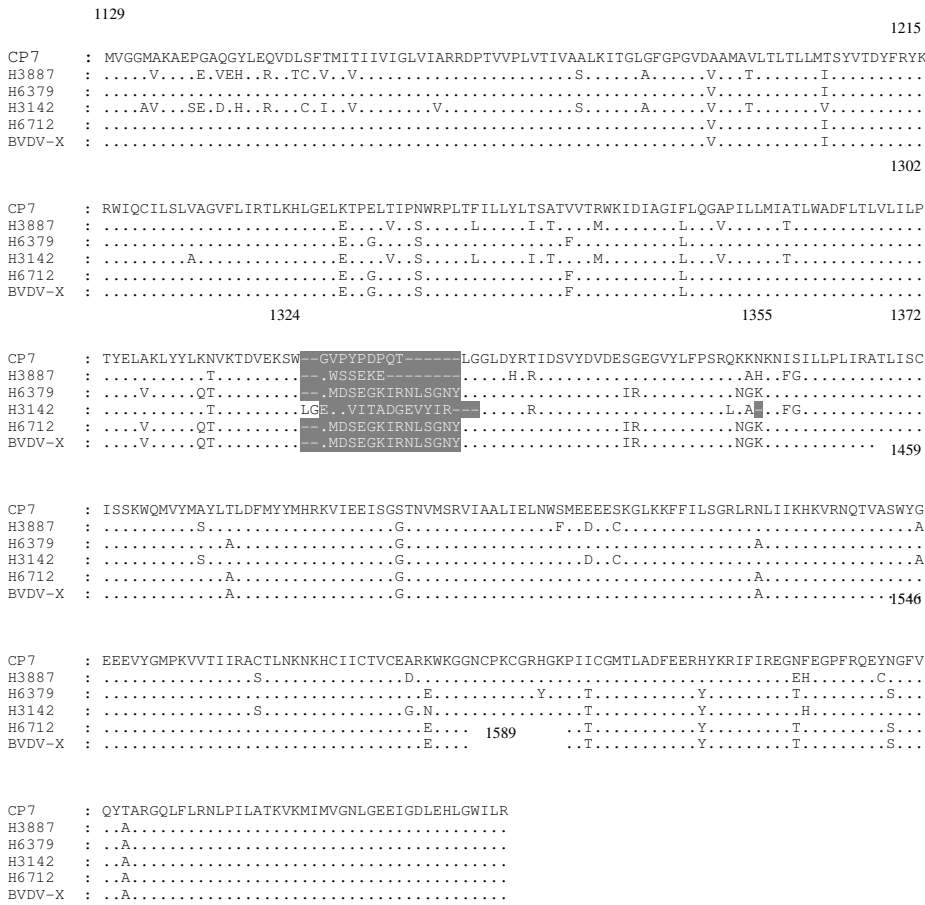 1129
1215
CP7 : MVGGMAKAEPGAQGYLEQVDLSFTMITIIVIGLVIARRDPTVVPLVTIVAALKITGLGFGPGVDAAMAVLTLTLLMTSYVTDYFRYK
H3887 : .....V....E.VEH..R..TC.V..V.......................S......A......V...T.......I..........
H6379 : ................................................................V...........I..........
H3142 : ....AV...SE.D.H..R...C.I..V........V..............S......A......V...T.......V..........
H6712 : ................................................................V...........I..........
BVDV-X : ................................................................V...........I..........
1302
CP7 : RWIQCILSLVAGVFLIRTLKHLGELKTPELTIPNWRPLTFILLYLTSATVVTRWKIDIAGIFLQGAPILLMIATLWADFLTLVLILP
H3887 : .........................E....V..S.....L.....I.T....M........L...V......A..............
H6379 : .........................E..G....S...............F...........L.........................
H3142 : .........A...............E....V..S.....L.....I.T....M........L...V......A..............
H6712 : .........................E..G....S...............F...........L.........................
BVDV-X : .........................E..G....S...............F...........L.........................
1324 1355 1372
CP7 : TYELAKLYYLKNVKTDVEKSW--GVPYPDPQT------LGGLDYRTIDSVYDVDESGEGVYLFPSRQKKNKNISILLPLIRATLISC
H3887 : ...........T.........--.WSSEKE--------.....H.R......................AH..FG.............
H6379 : ....V.....QT.........--.MDSEGKIRNLSGNY.................IR..........NGK.................
H3142 : ...........T.........LGE..VITADGEVYIR---.....R....................L.A-..FG.............
H6712 : ....V.....QT.........--.MDSEGKIRNLSGNY.................IR..........NGK.................
BVDV-X : ....V.....QT.........--.MDSEGKIRNLSGNY.................IR..........NGK............
1459
CP7 : ISSKWQMVYMAYLTLDFMYYMHRKVIEEISGSTNVMSRVIAALIELNWSMEEEESKGLKKFFILSGRLRNLIIKHKVRNQTVASWYG
H3887 : ..........S....................G................F..D..C...............................A
H6379 : .............A.................G.....................................A.................
H3142 : ..........S....................G...................D..C...............................A
H6712 : .............A.................G.....................................A.................
BVDV-X : .............A.................G.....................................A.................
1546
CP7 : EEEVYGMPKVVTIIRACTLNKNKHCIICTVCEARKWKGGNCPKCGRHGKPIICGMTLADFEERHYKRIFIREGNFEGPFRQEYNGFV
H3887 : ................S...............D........................................EH.......C....
H6379 : ..................................E...........Y....T...........Y.........T.........S...
H3142 : ................S...............G.N................T...........Y..........H............
H6712 : ..................................E.... ..T...........Y.........T.........S...
BVDV-X : ..................................E.... 1589 ..T...........Y.........T.........S...
CP7 : QYTARGQLFLRNLPILATKVKMIMVGNLGEEIGDLEHLGWILR
H3887 : ..A........................................
H6379 : ..A........................................
H3142 : ..A........................................
H6712 : ..A........................................
BVDV-X : ..A........................................